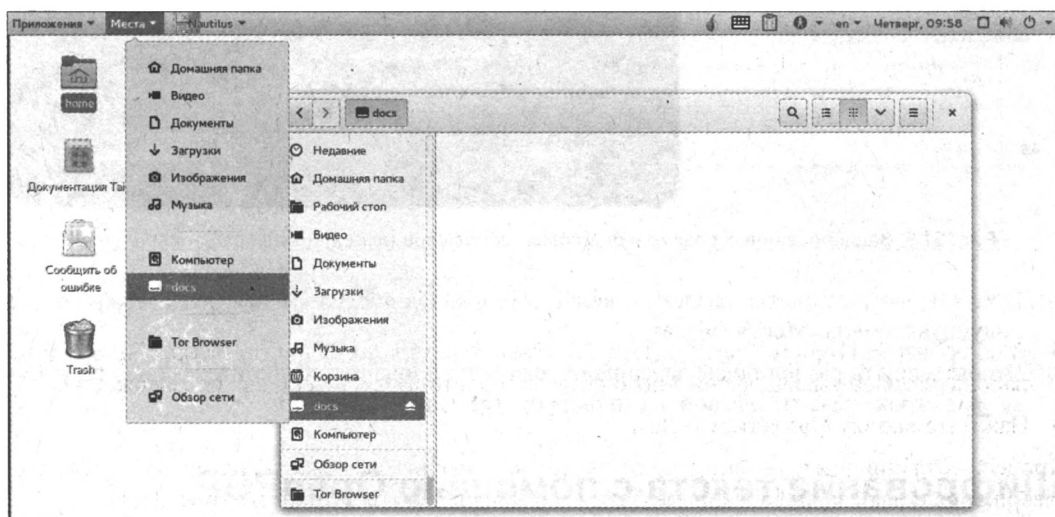 Приложения
Места
Nautilus
en
Четверг, 09:58
home
Документация Tai
Сообщить об
ошибке
Trash
Домашняя папка
Видео
Документы
Загрузки
Изображения
Музыка
Компьютер
docs
Tor Browser
Обзор сети
docs
Недавние
Домашняя папка
Рабочий стол
Видео
Документы
Загрузки
Изображения
Музыка
Корзина
docs
Компьютер
Обзор сети
Tor Browser